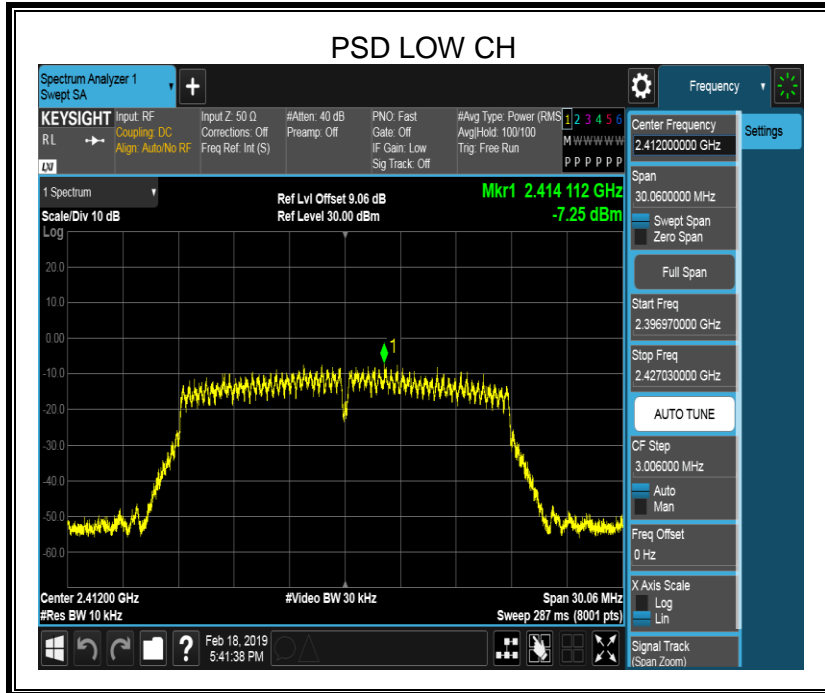 PSD LOW CH
Spectrum Analyzer 1
Swept SA
+
Frequency
KEYSIGHT
RL
LXI
Input: RF
Coupling: DC
Align: Auto/No RF
Input Z: 50 Ω
Corrections: Off
Freq Ref: Int (S)
#Atten: 40 dB
Preamp: Off
PNO: Fast
Gate: Off
IF Gain: Low
Sig Track: Off
#Avg Type: Power (RMS
Avg|Hold: 100/100
Trig: Free Run
1 2 3 4 5 6
M W W W W W
P P P P P P
1 Spectrum
Scale/Div 10 dB
Log
Ref Lvl Offset 9.06 dB
Ref Level 30.00 dBm
Mkr1 2.414 112 GHz
-7.25 dBm
20.0
10.0
0.00
-10.0
-20.0
-30.0
-40.0
-50.0
-60.0
1
Center 2.41200 GHz
#Res BW 10 kHz
#Video BW 30 kHz
Span 30.06 MHz
Sweep 287 ms (8001 pts)
?
Feb 18, 2019
5:41:38 PM
Center Frequency
2.412000000 GHz
Span
30.0600000 MHz
Swept Span
Zero Span
Full Span
Start Freq
2.396970000 GHz
Stop Freq
2.427030000 GHz
AUTO TUNE
CF Step
3.006000 MHz
Auto
Man
Freq Offset
0 Hz
X Axis Scale
Log
Lin
Signal Track
(Span Zoom)
Settings